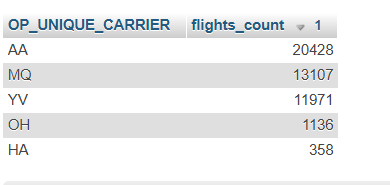 OP_UNIQUE_CARRIER flights_count 1
AA 20428
MQ 13107
YV 11971
OH 1136
HA 358